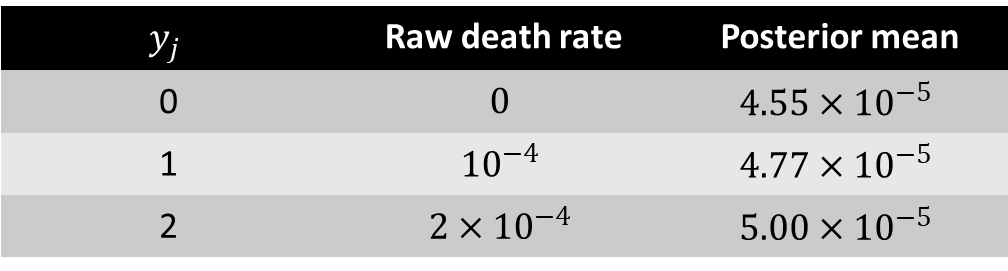 yⱼ Raw death rate Posterior mean
0 0 4.55 × 10⁻⁵
1 10⁻⁴ 4.77 × 10⁻⁵
2 2 × 10⁻⁴ 5.00 × 10⁻⁵